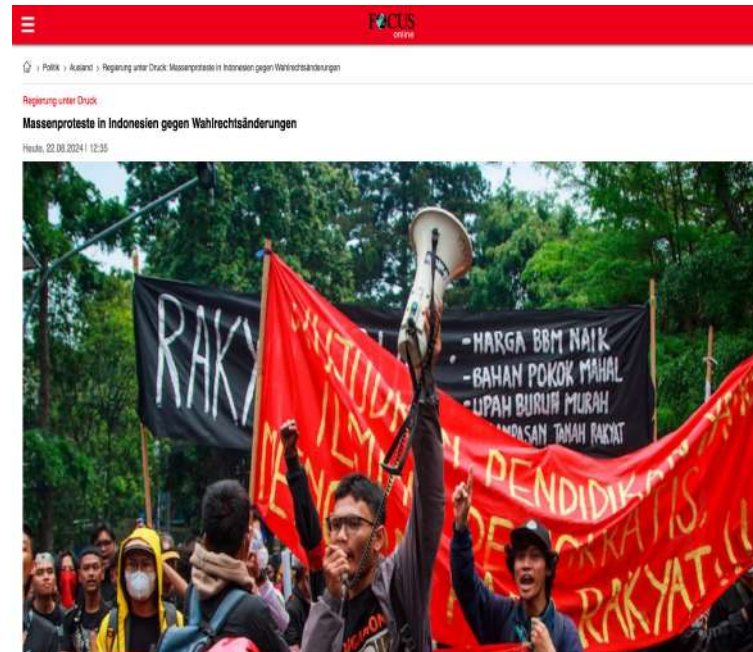 FOCUS
online
Politik > Ausland > Regierung unter Druck: Massenproteste in Indonesien gegen Wahlrechtsänderungen
Regierung unter Druck
Massenproteste in Indonesien gegen Wahlrechtsänderungen
Heute, 22.08.2024 | 12:35
RAKY
-HARGA BBM NAIK
-BAHAN POKOK MAHAL
-UPAH BURUH MURAH
TANAH RAKYAT
PENDIDIKAN
RAKYAT!!!